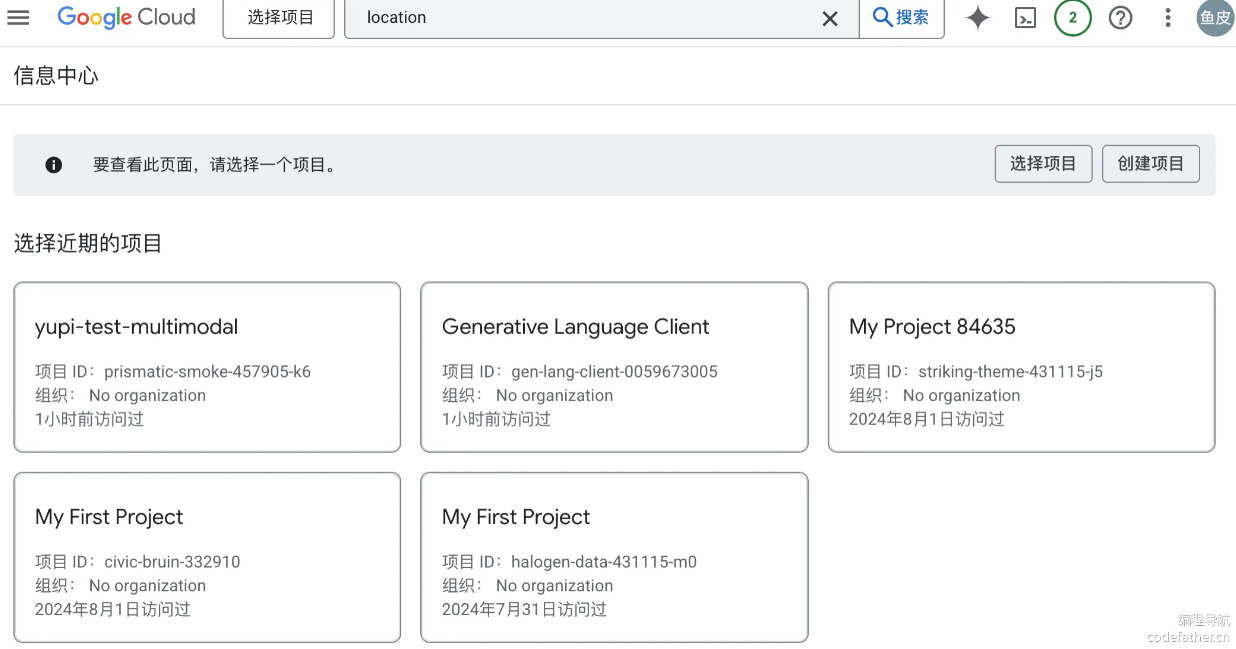 Google Cloud 选择项目 location 搜索 2 鱼皮
信息中心
要查看此页面，请选择一个项目。 选择项目 创建项目
选择近期的项目
yupi-test-multimodal
项目 ID： prismatic-smoke-457905-k6
组织： No organization
1小时前访问过
Generative Language Client
项目 ID： gen-lang-client-0059673005
组织： No organization
1小时前访问过
My Project 84635
项目 ID： striking-theme-431115-j5
组织： No organization
2024年8月1日访问过
My First Project
项目 ID： civic-bruin-332910
组织： No organization
2024年8月1日访问过
My First Project
项目 ID： halogen-data-431115-m0
组织： No organization
2024年7月31日访问过
编程导航
codefather.cn